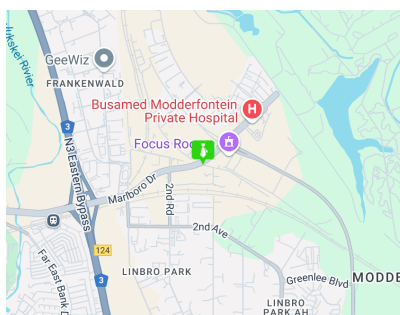 Jukskei Rivier
GeeWiz
FRANKENWALD
Busamed Modderfontein
Private Hospital
H
3
Focus Roo
N3 Eastern Bypass
Marlboro Dr
2nd Rd
2nd Ave
124
Far East Bank D
3
LINBRO PARK
Greenlee Blvd
MODDE
LINBRO
PARK AH